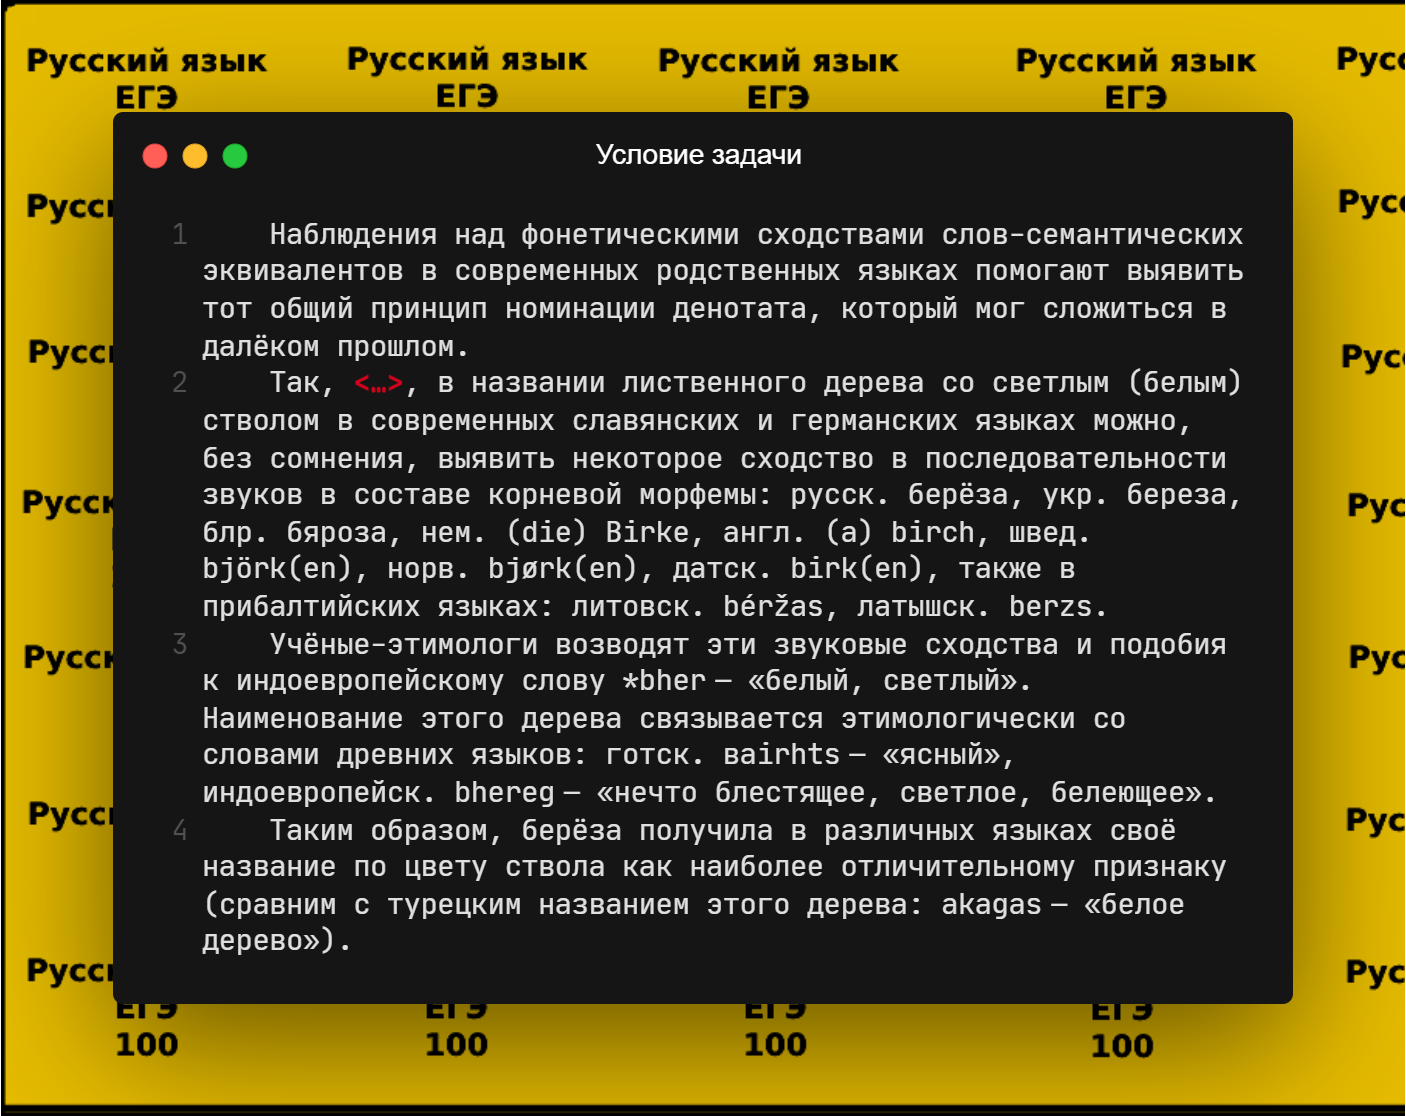 Русский язык Русский язык Русский язык Русский язык Русс
ЕГЭ ЕГЭ ЕГЭ ЕГЭ
Условие задачи
1 Наблюдения над фонетическими сходствами слов-семантических
эквивалентов в современных родственных языках помогают выявить
тот общий принцип номинации денотата, который мог сложиться в
далёком прошлом.
2 Так, <…>, в названии лиственного дерева со светлым (белым)
стволом в современных славянских и германских языках можно,
без сомнения, выявить некоторое сходство в последовательности
звуков в составе корневой морфемы: русск. берёза, укр. береза,
блр. бяроза, нем. (die) Birke, англ. (a) birch, швед.
björk(en), норв. bjørk(en), датск. birk(en), также в
прибалтийских языках: литовск. béržas, латышск. berzs.
3 Учёные-этимологи возводят эти звуковые сходства и подобия
к индоевропейскому слову *bher — «белый, светлый».
Наименование этого дерева связывается этимологически со
словами древних языков: готск. bairhts — «ясный»,
индоевропейск. bhereg — «нечто блестящее, светлое, белеющее».
4 Таким образом, берёза получила в различных языках своё
название по цвету ствола как наиболее отличительному признаку
(сравним с турецким названием этого дерева: akagas — «белое
дерево»).
ЕГЭ ЕГЭ ЕГЭ ЕГЭ
100 100 100 100